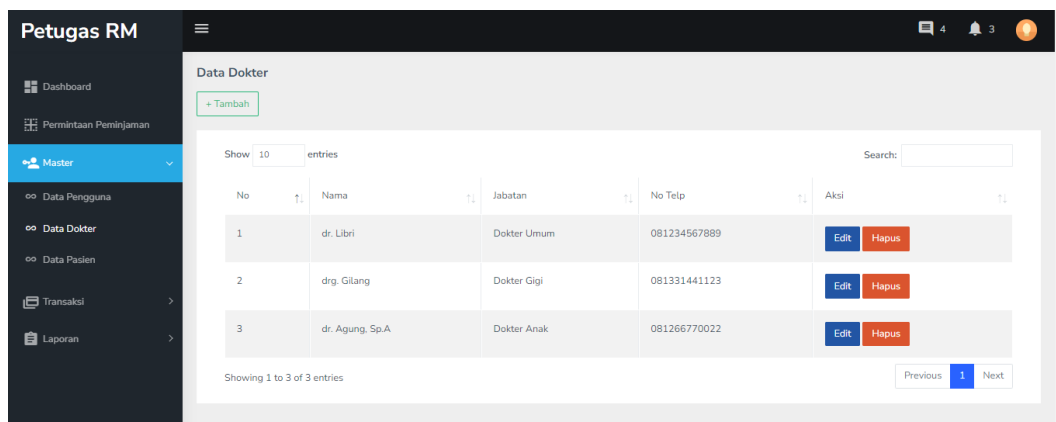 Petugas RM
4 3
Dashboard
Permintaan Peminjaman
Master
Data Pengguna
Data Dokter
Data Pasien
Transaksi
Laporan
Data Dokter
+ Tambah
Show 10 entries Search:
No Nama Jabatan No Telp Aksi
1 dr. Libri Dokter Umum 081234567889 Edit Hapus
2 drg. Gilang Dokter Gigi 081331441123 Edit Hapus
3 dr. Agung, Sp.A Dokter Anak 081266770022 Edit Hapus
Showing 1 to 3 of 3 entries Previous 1 Next